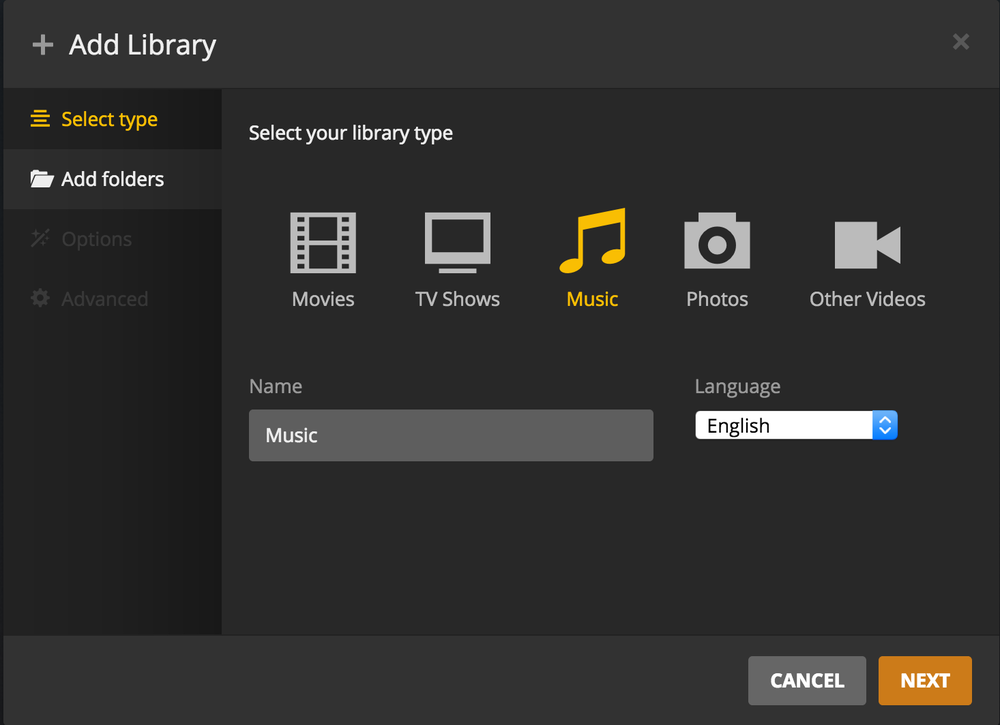 Add Library
Select type
Add folders
Options
Advanced
Select your library type
Movies
TV Shows
Music
Photos
Other Videos
Name
Language
Music
English
CANCEL
NEXT